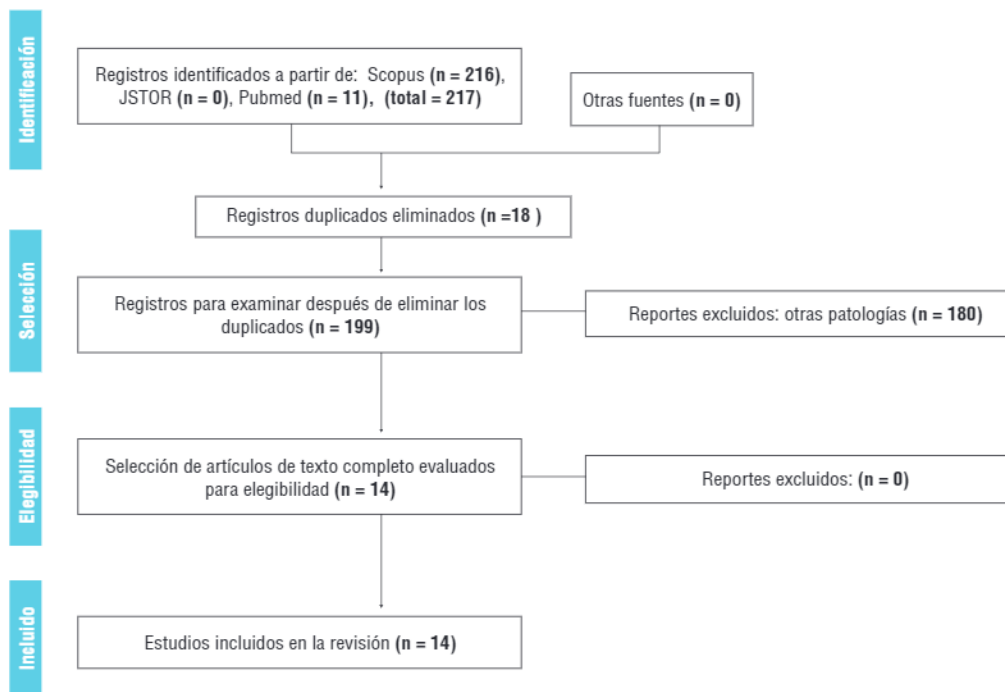 Identificación
Registros identificados a partir de: Scopus (n = 216),
JSTOR (n = 0), Pubmed (n = 11), (total = 217)
Otras fuentes (n = 0)
Registros duplicados eliminados (n =18 )
Selección
Registros para examinar después de eliminar los
duplicados (n = 199)
Reportes excluidos: otras patologías (n = 180)
Elegibilidad
Selección de artículos de texto completo evaluados
para elegibilidad (n = 14)
Reportes excluidos: (n = 0)
Incluido
Estudios incluidos en la revisión (n = 14)